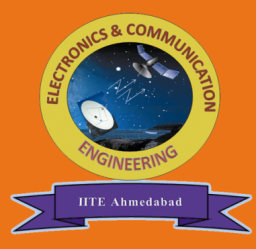 ELECTRONICS & COMMUNICATION
ENGINEERING
IITE Ahmedabad